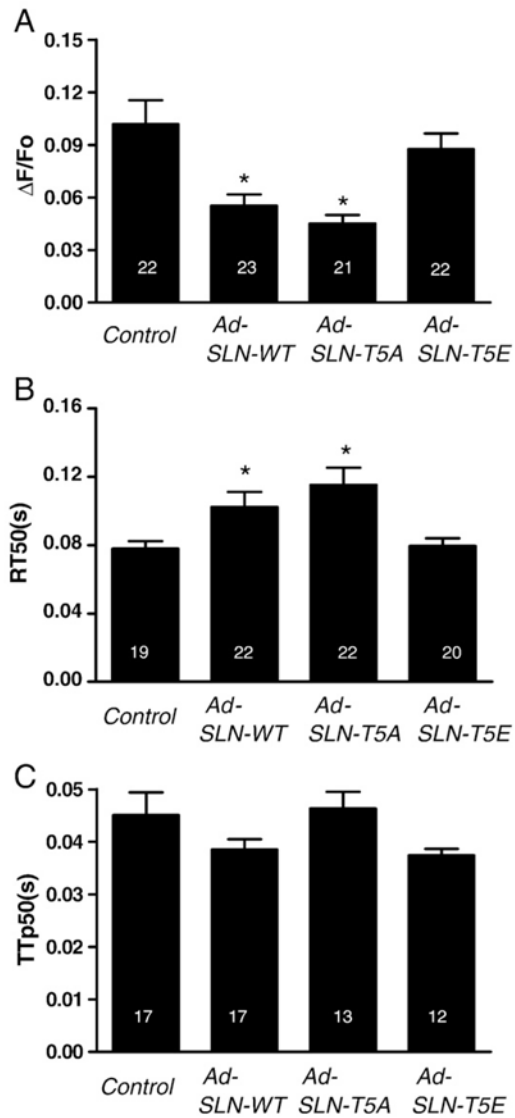 A
0.15
0.12
0.09
0.06
0.03
0.00
ΔF/Fo
*
*
22
23
21
22
Control
Ad-
SLN-WT
Ad-
SLN-T5A
Ad-
SLN-T5E
B
0.16
0.12
0.08
0.04
0.00
RT50(s)
*
*
19
22
22
20
Control
Ad-
SLN-WT
Ad-
SLN-T5A
Ad-
SLN-T5E
C
0.05
0.04
0.03
0.02
0.01
0.00
TTp50(s)
17
17
13
12
Control
Ad-
SLN-WT
Ad-
SLN-T5A
Ad-
SLN-T5E